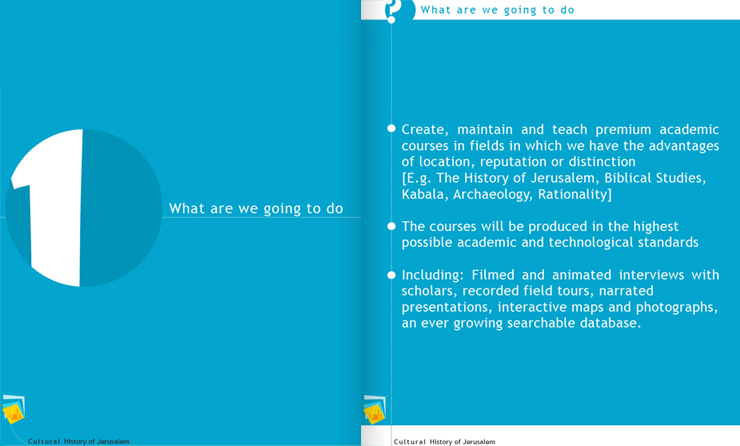 1
What are we going to do
Cultural History of Jerusalem
?
What are we going to do
Create, maintain and teach premium academic
courses in fields in which we have the advantages
of location, reputation or distinction
[E.g. The History of Jerusalem, Biblical Studies,
Kabala, Archaeology, Rationality]
The courses will be produced in the highest
possible academic and technological standards
Including: Filmed and animated interviews with
scholars, recorded field tours, narrated
presentations, interactive maps and photographs,
an ever growing searchable database.
Cultural History of Jerusalem